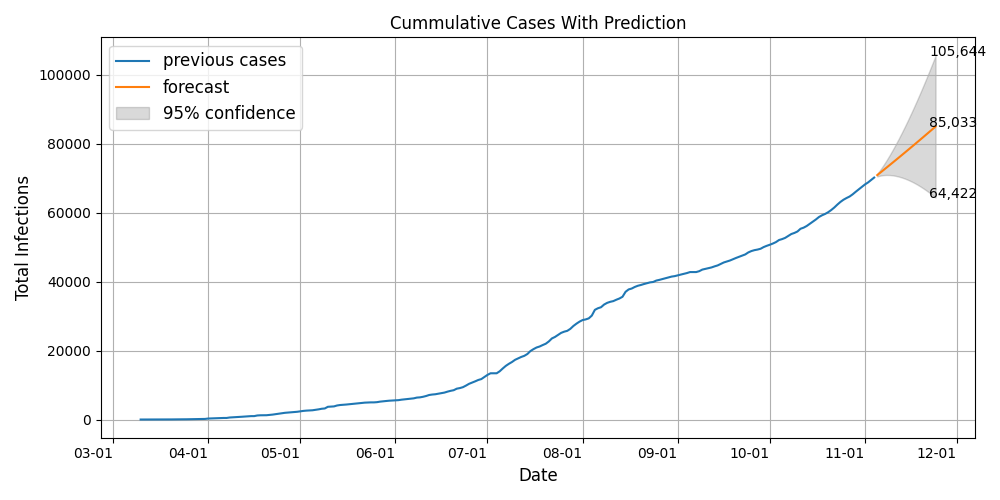 Cummulative Cases With Prediction
previous cases
forecast
95% confidence
105,644
85,033
64,422
100000
80000
60000
40000
20000
0
Total Infections
03-01 04-01 05-01 06-01 07-01 08-01 09-01 10-01 11-01 12-01
Date